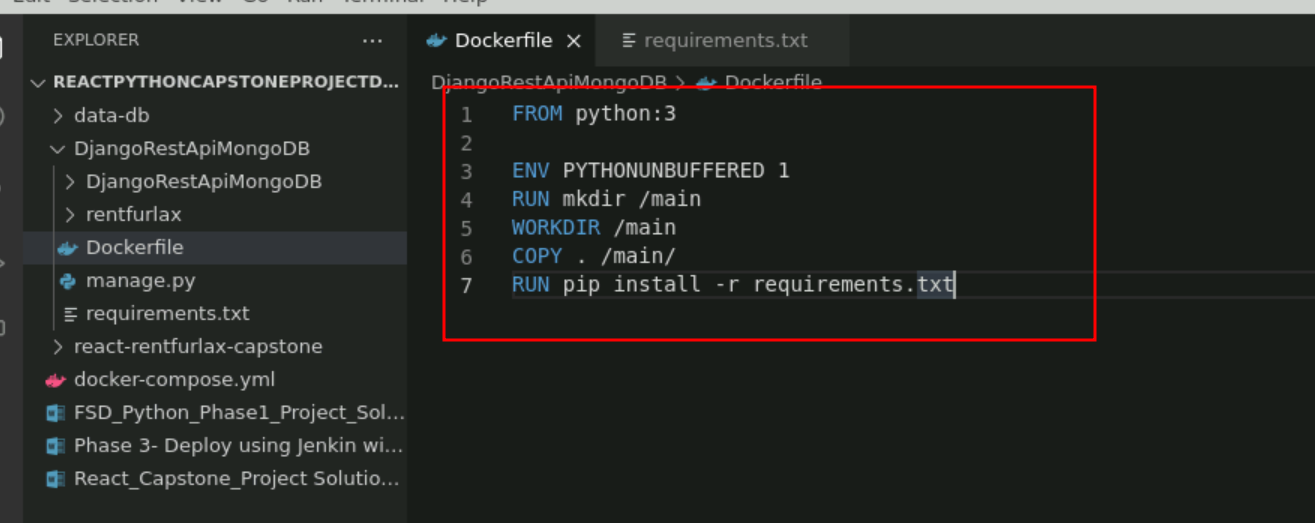 Edit Selection View Go Run Terminal Help
EXPLORER
...
REACTPYTHONCAPSTONEPROJECTD...
data-db
DjangoRestApiMongoDB
DjangoRestApiMongoDB
rentfurlax
Dockerfile
manage.py
requirements.txt
react-rentfurlax-capstone
docker-compose.yml
FSD_Python_Phase1_Project_Sol...
Phase 3- Deploy using Jenkin wi...
React_Capstone_Project Solutio...
Dockerfile requirements.txt
DjangoRestApiMongoDB > Dockerfile
1 FROM python:3
2
3 ENV PYTHONUNBUFFERED 1
4 RUN mkdir /main
5 WORKDIR /main
6 COPY . /main/
7 RUN pip install -r requirements.txt